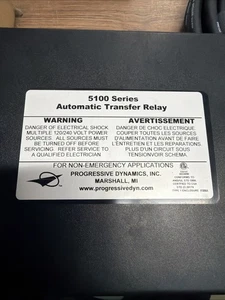 5100 Series
Automatic Transfer Relay
WARNING
DANGER OF ELECTRICAL SHOCK
MULTIPLE 120/240 VOLT POWER
SOURCES ALL SOURCES MUST
BE TURNED OFF BEFORE
SERVICING. REFER SERVICE TO
A QUALIFIED ELECTRICIAN
AVERTISSEMENT
DANGER DE CHOC ELECTRIQUE
COUPER TOUTES LES SOURCES
D'ALIMENTATION AVANT DE FAIRE
L'ENTRETIEN ET LES REPARATIONS
PLUS D'UN CIRCUIT SOUS
TENSIONVOIR SCHEMA.
FOR NON-EMERGENCY APPLICATIONS
PROGRESSIVE DYNAMICS, INC.
MARSHALL, MI
www.progressivedyn.com